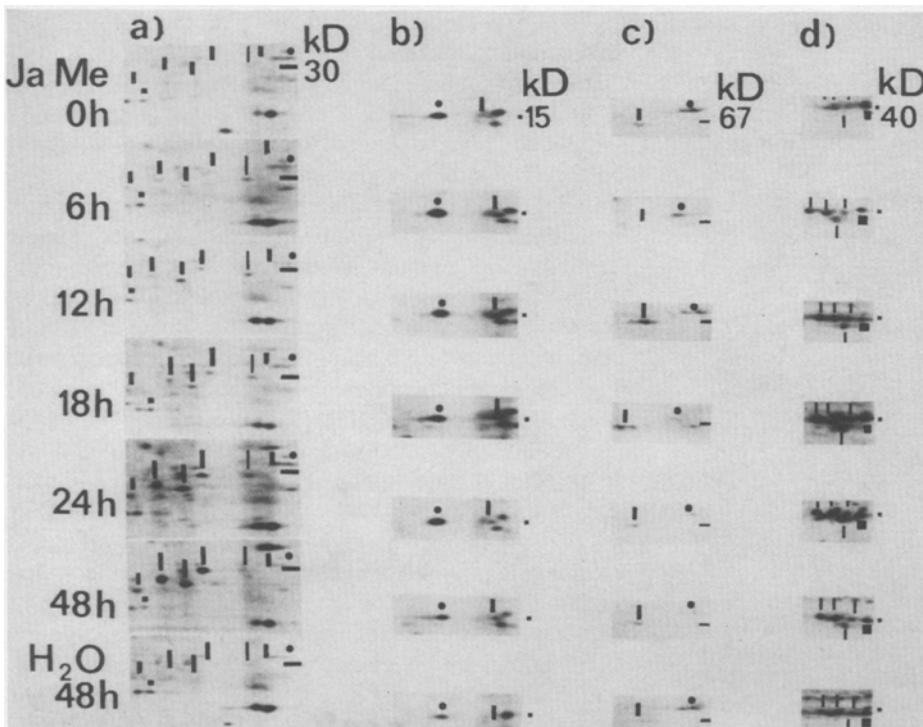 a) kD b) c) d)
Ja Me 30 kD kD kD
0h 15 67 40
6h
12h
18h
24h
48h
H₂O
48h